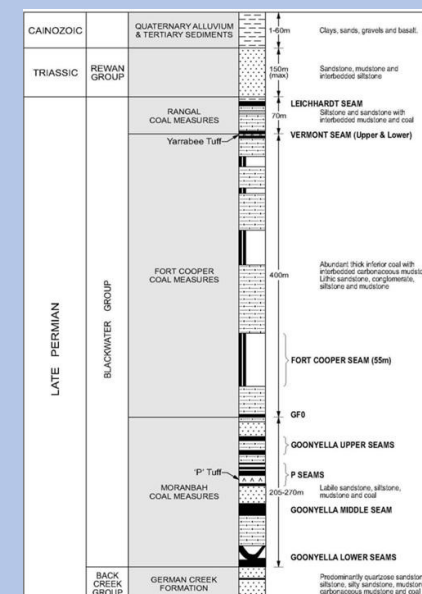 CAINOZOIC
QUATERNARY ALLUVIUM
& TERTIARY SEDIMENTS
1-60m
Clays, sands, gravels and basalt.
TRIASSIC
REWAN
GROUP
150m
(max)
Sandstone, mudstone and
interbedded siltstone
LATE PERMIAN
BLACKWATER GROUP
RANGAL
COAL MEASURES
70m
LEICHHARDT SEAM
Siltstone and sandstone with
interbedded mudstone and coal
Yarrabee Tuff
VERMONT SEAM (Upper & Lower)
FORT COOPER
COAL MEASURES
400m
Abundant thick inferior coal with
interbedded carbonaceous mudsto
Lithic sandstone, conglomerate,
siltstone and mudstone
FORT COOPER SEAM (55m)
GF0
GOONYELLA UPPER SEAMS
'P' Tuff
P SEAMS
MORANBAH
COAL MEASURES
205-270m
Labile sandstone, siltstone,
mudstone and coal
GOONYELLA MIDDLE SEAM
GOONYELLA LOWER SEAMS
BACK
CREEK
GROUP
GERMAN CREEK
FORMATION
Predominantly quartzose sandston
siltstone, silty sandstone, mudston
carbonaceous mudstone and coal